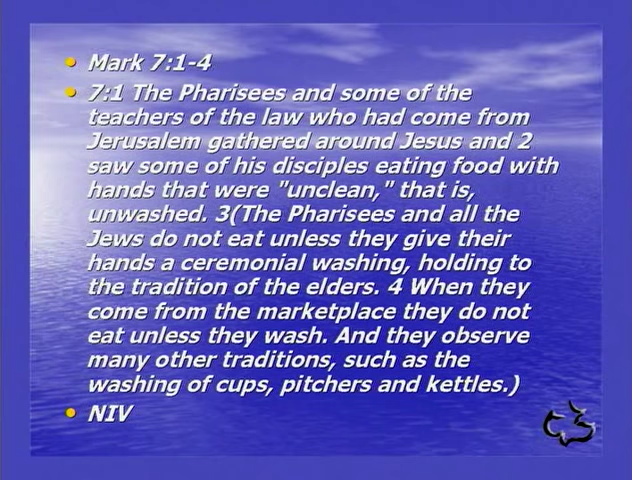 Mark 7:1-4
7:1 The Pharisees and some of the
teachers of the law who had come from
Jerusalem gathered around Jesus and 2
saw some of his disciples eating food with
hands that were "unclean," that is,
unwashed. 3(The Pharisees and all the
Jews do not eat unless they give their
hands a ceremonial washing, holding to
the tradition of the elders. 4 When they
come from the marketplace they do not
eat unless they wash. And they observe
many other traditions, such as the
washing of cups, pitchers and kettles.)
NIV